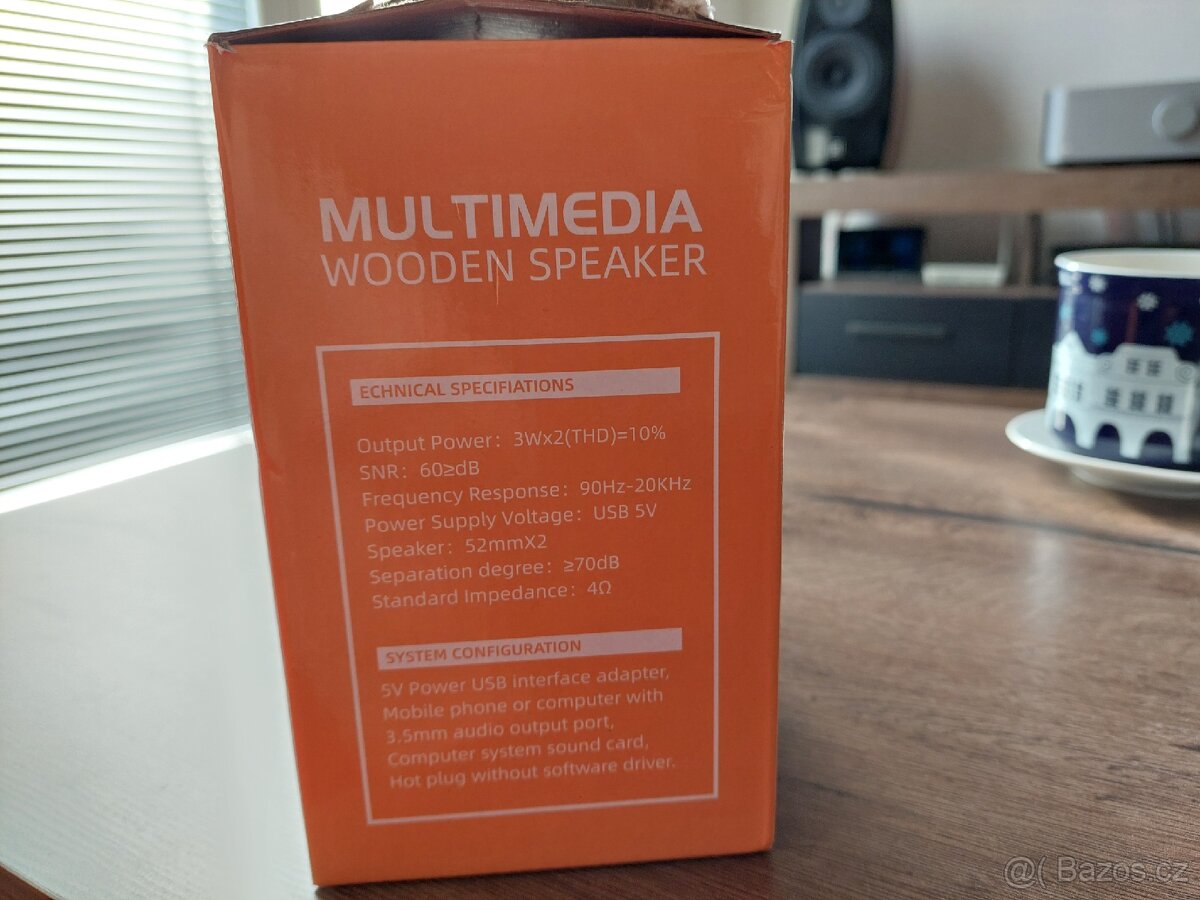 MULTIMEDIA
WOODEN SPEAKER
ECHNICAL SPECIFIATIONS
Output Power: 3Wx2(THD)=10%
SNR: 60≥dB
Frequency Response: 90Hz-20KHz
Power Supply Voltage: USB 5V
Speaker: 52mmX2
Separation degree: ≥70dB
Standard Impedance: 4Ω
SYSTEM CONFIGURATION
5V Power USB interface adapter,
Mobile phone or computer with
3.5mm audio output port,
Computer system sound card,
Hot plug without software driver.
@( Bazos.cz